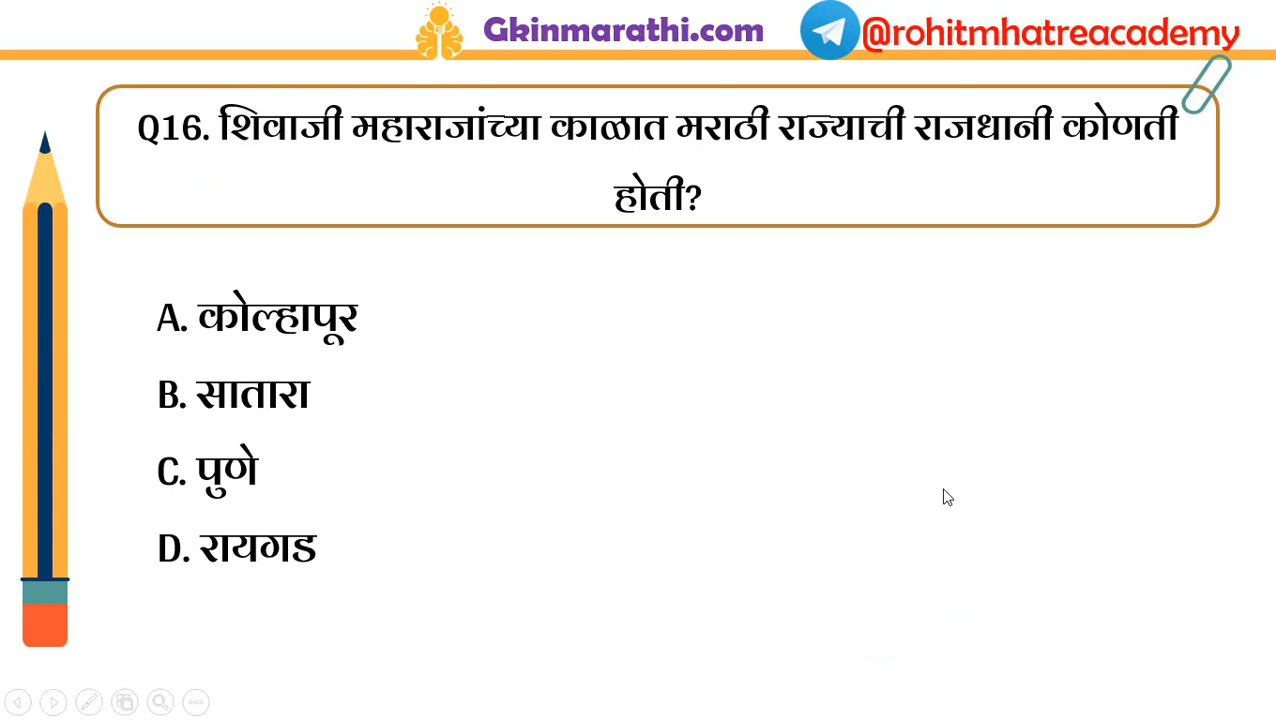 Gkinmarathi.com
@rohitmhatreacademy
Q16. शिवाजी महाराजांच्या काळात मराठी राज्याची राजधानी कोणती
होती?
A. कोल्हापूर
B. सातारा
C. पुणे
D. रायगड